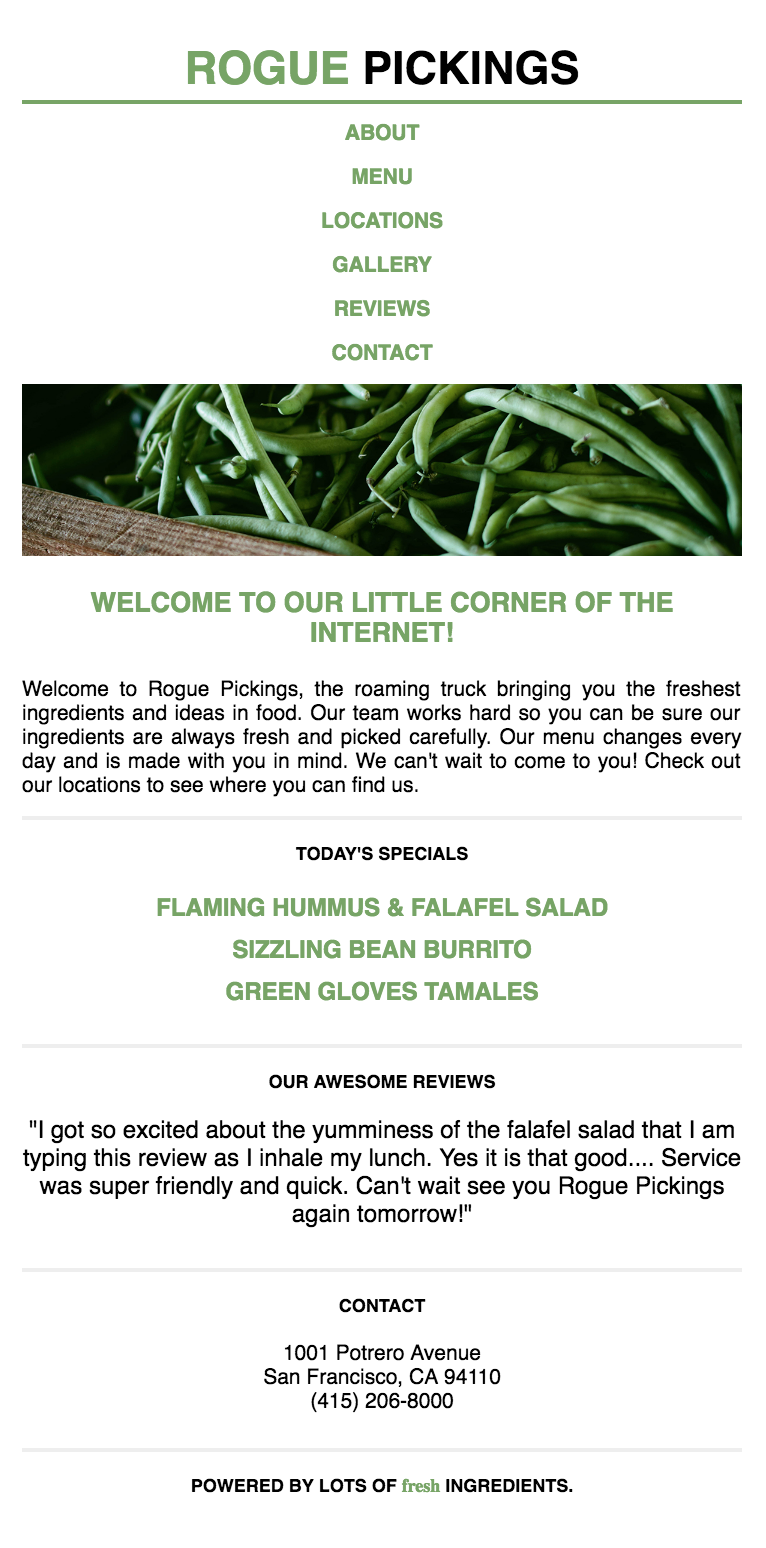 ROGUE PICKINGS
ABOUT
MENU
LOCATIONS
GALLERY
REVIEWS
CONTACT
WELCOME TO OUR LITTLE CORNER OF THE
INTERNET!
Welcome to Rogue Pickings, the roaming truck bringing you the freshest
ingredients and ideas in food. Our team works hard so you can be sure our
ingredients are always fresh and picked carefully. Our menu changes every
day and is made with you in mind. We can't wait to come to you! Check out
our locations to see where you can find us.
TODAY'S SPECIALS
FLAMING HUMMUS & FALAFEL SALAD
SIZZLING BEAN BURRITO
GREEN GLOVES TAMALES
OUR AWESOME REVIEWS
"I got so excited about the yumminess of the falafel salad that I am
typing this review as I inhale my lunch. Yes it is that good.... Service
was super friendly and quick. Can't wait see you Rogue Pickings
again tomorrow!"
CONTACT
1001 Potrero Avenue
San Francisco, CA 94110
(415) 206-8000
POWERED BY LOTS OF fresh INGREDIENTS.